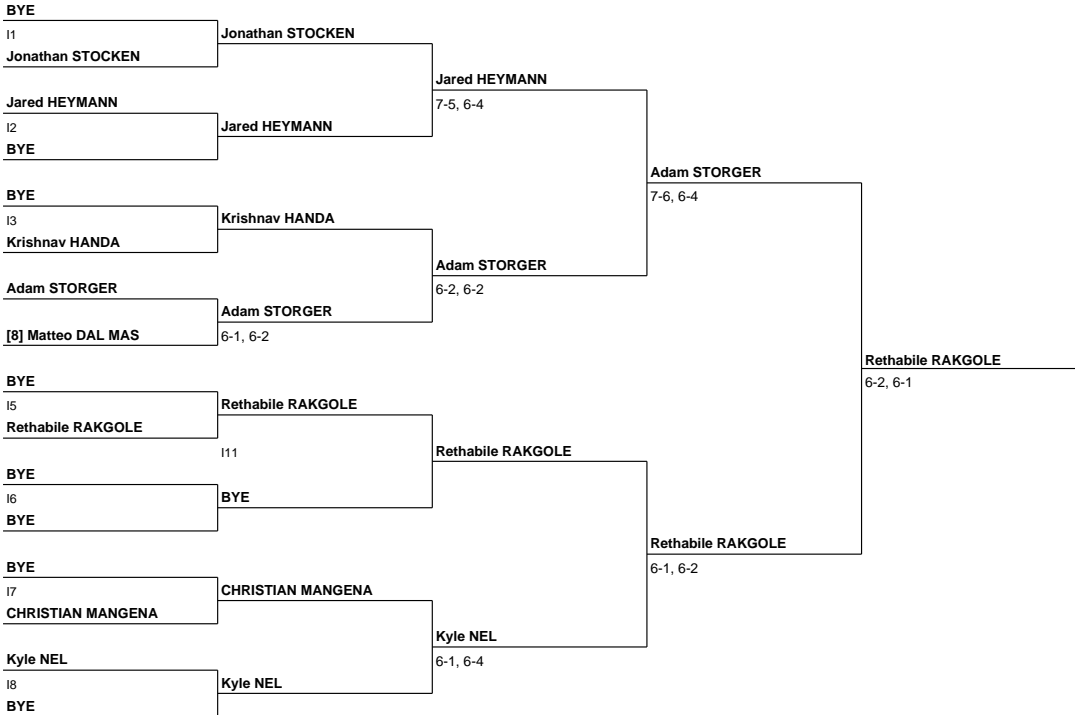 BYE
I1
Jonathan STOCKEN
Jonathan STOCKEN
Jared HEYMANN
I2
BYE
Jared HEYMANN
Jared HEYMANN
7-5, 6-4
BYE
I3
Krishnav HANDA
Krishnav HANDA
Adam STORGER
[8] Matteo DAL MAS
Adam STORGER
6-1, 6-2
Adam STORGER
6-2, 6-2
Adam STORGER
7-6, 6-4
BYE
I5
Rethabile RAKGOLE
Rethabile RAKGOLE
I11
BYE
I6
BYE
BYE
Rethabile RAKGOLE
BYE
I7
CHRISTIAN MANGENA
CHRISTIAN MANGENA
Kyle NEL
I8
BYE
Kyle NEL
Kyle NEL
6-1, 6-4
Rethabile RAKGOLE
6-1, 6-2
Rethabile RAKGOLE
6-2, 6-1